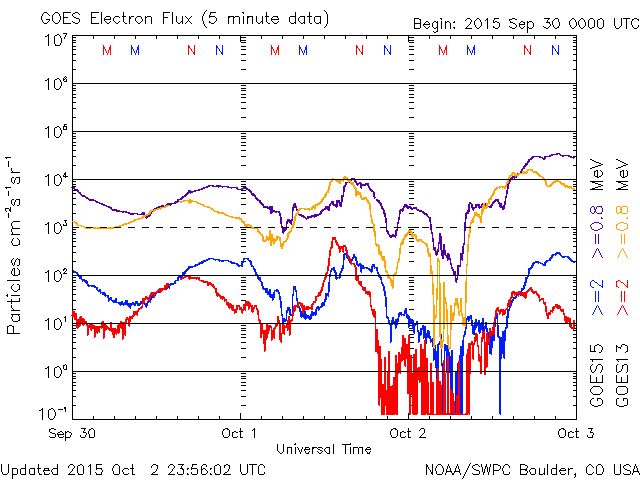 GOES Electron Flux (5 minute data)
Begin: 2015 Sep 30 0000 UTC
M M N N M M N N M M N N
10⁷
10⁶
10⁵
10⁴
10³
10²
10¹
10⁰
10⁻¹
Particles cm⁻²s⁻¹sr⁻¹
Sep 30 Oct 1 Oct 2 Oct 3
Universal Time
GOES15 >=2 >=0.8 MeV
GOES13 >=2 >=0.8 MeV
Updated 2015 Oct 2 23:56:02 UTC
NOAA/SWPC Boulder, CO USA